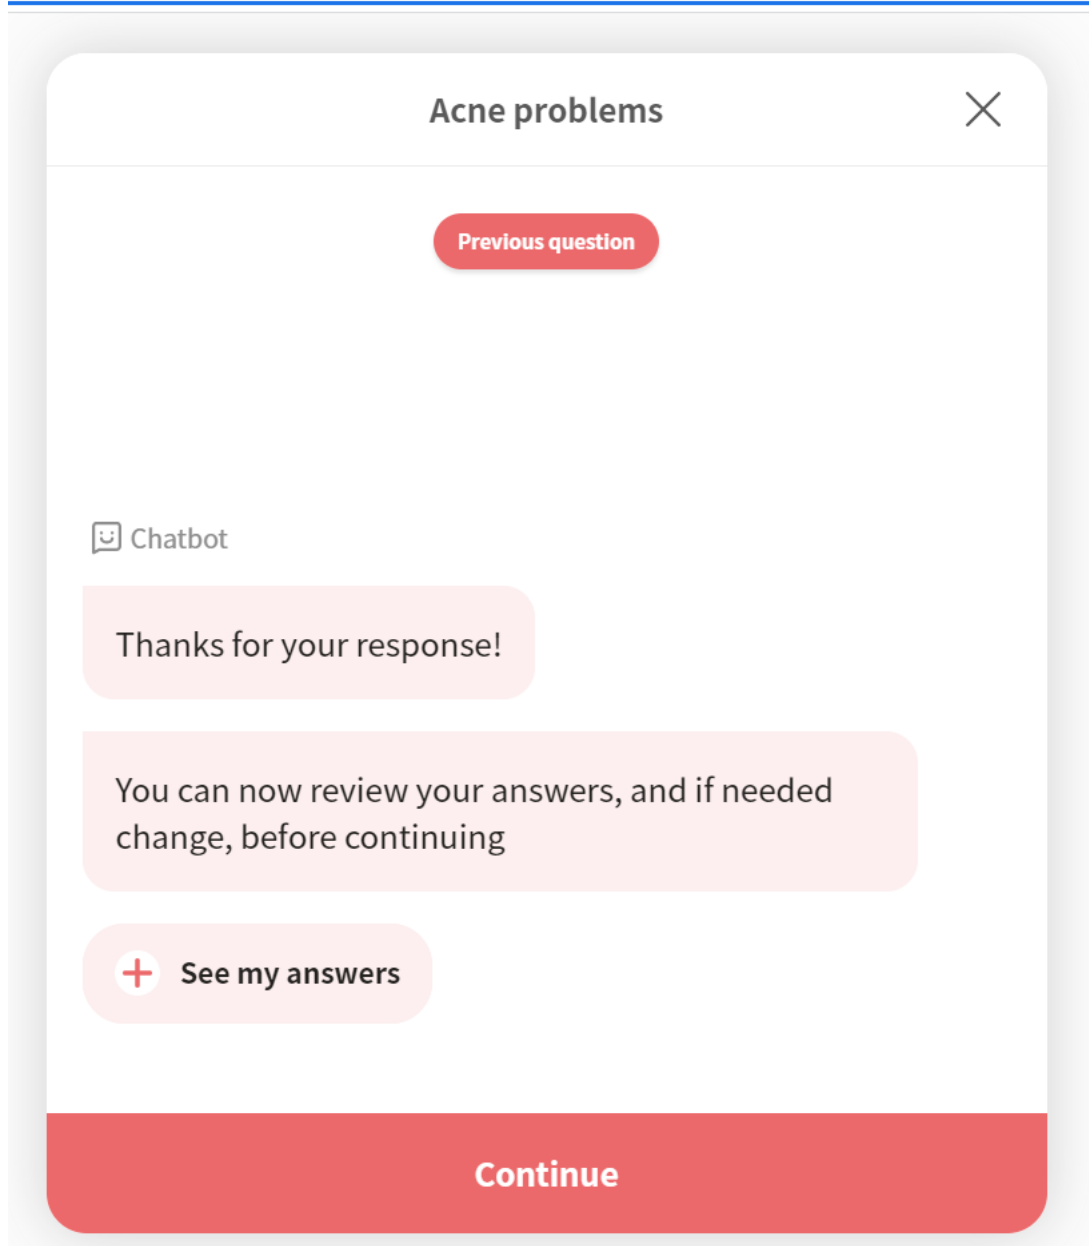 Acne problems
Previous question
Chatbot
Thanks for your response!
You can now review your answers, and if needed
change, before continuing
See my answers
Continue